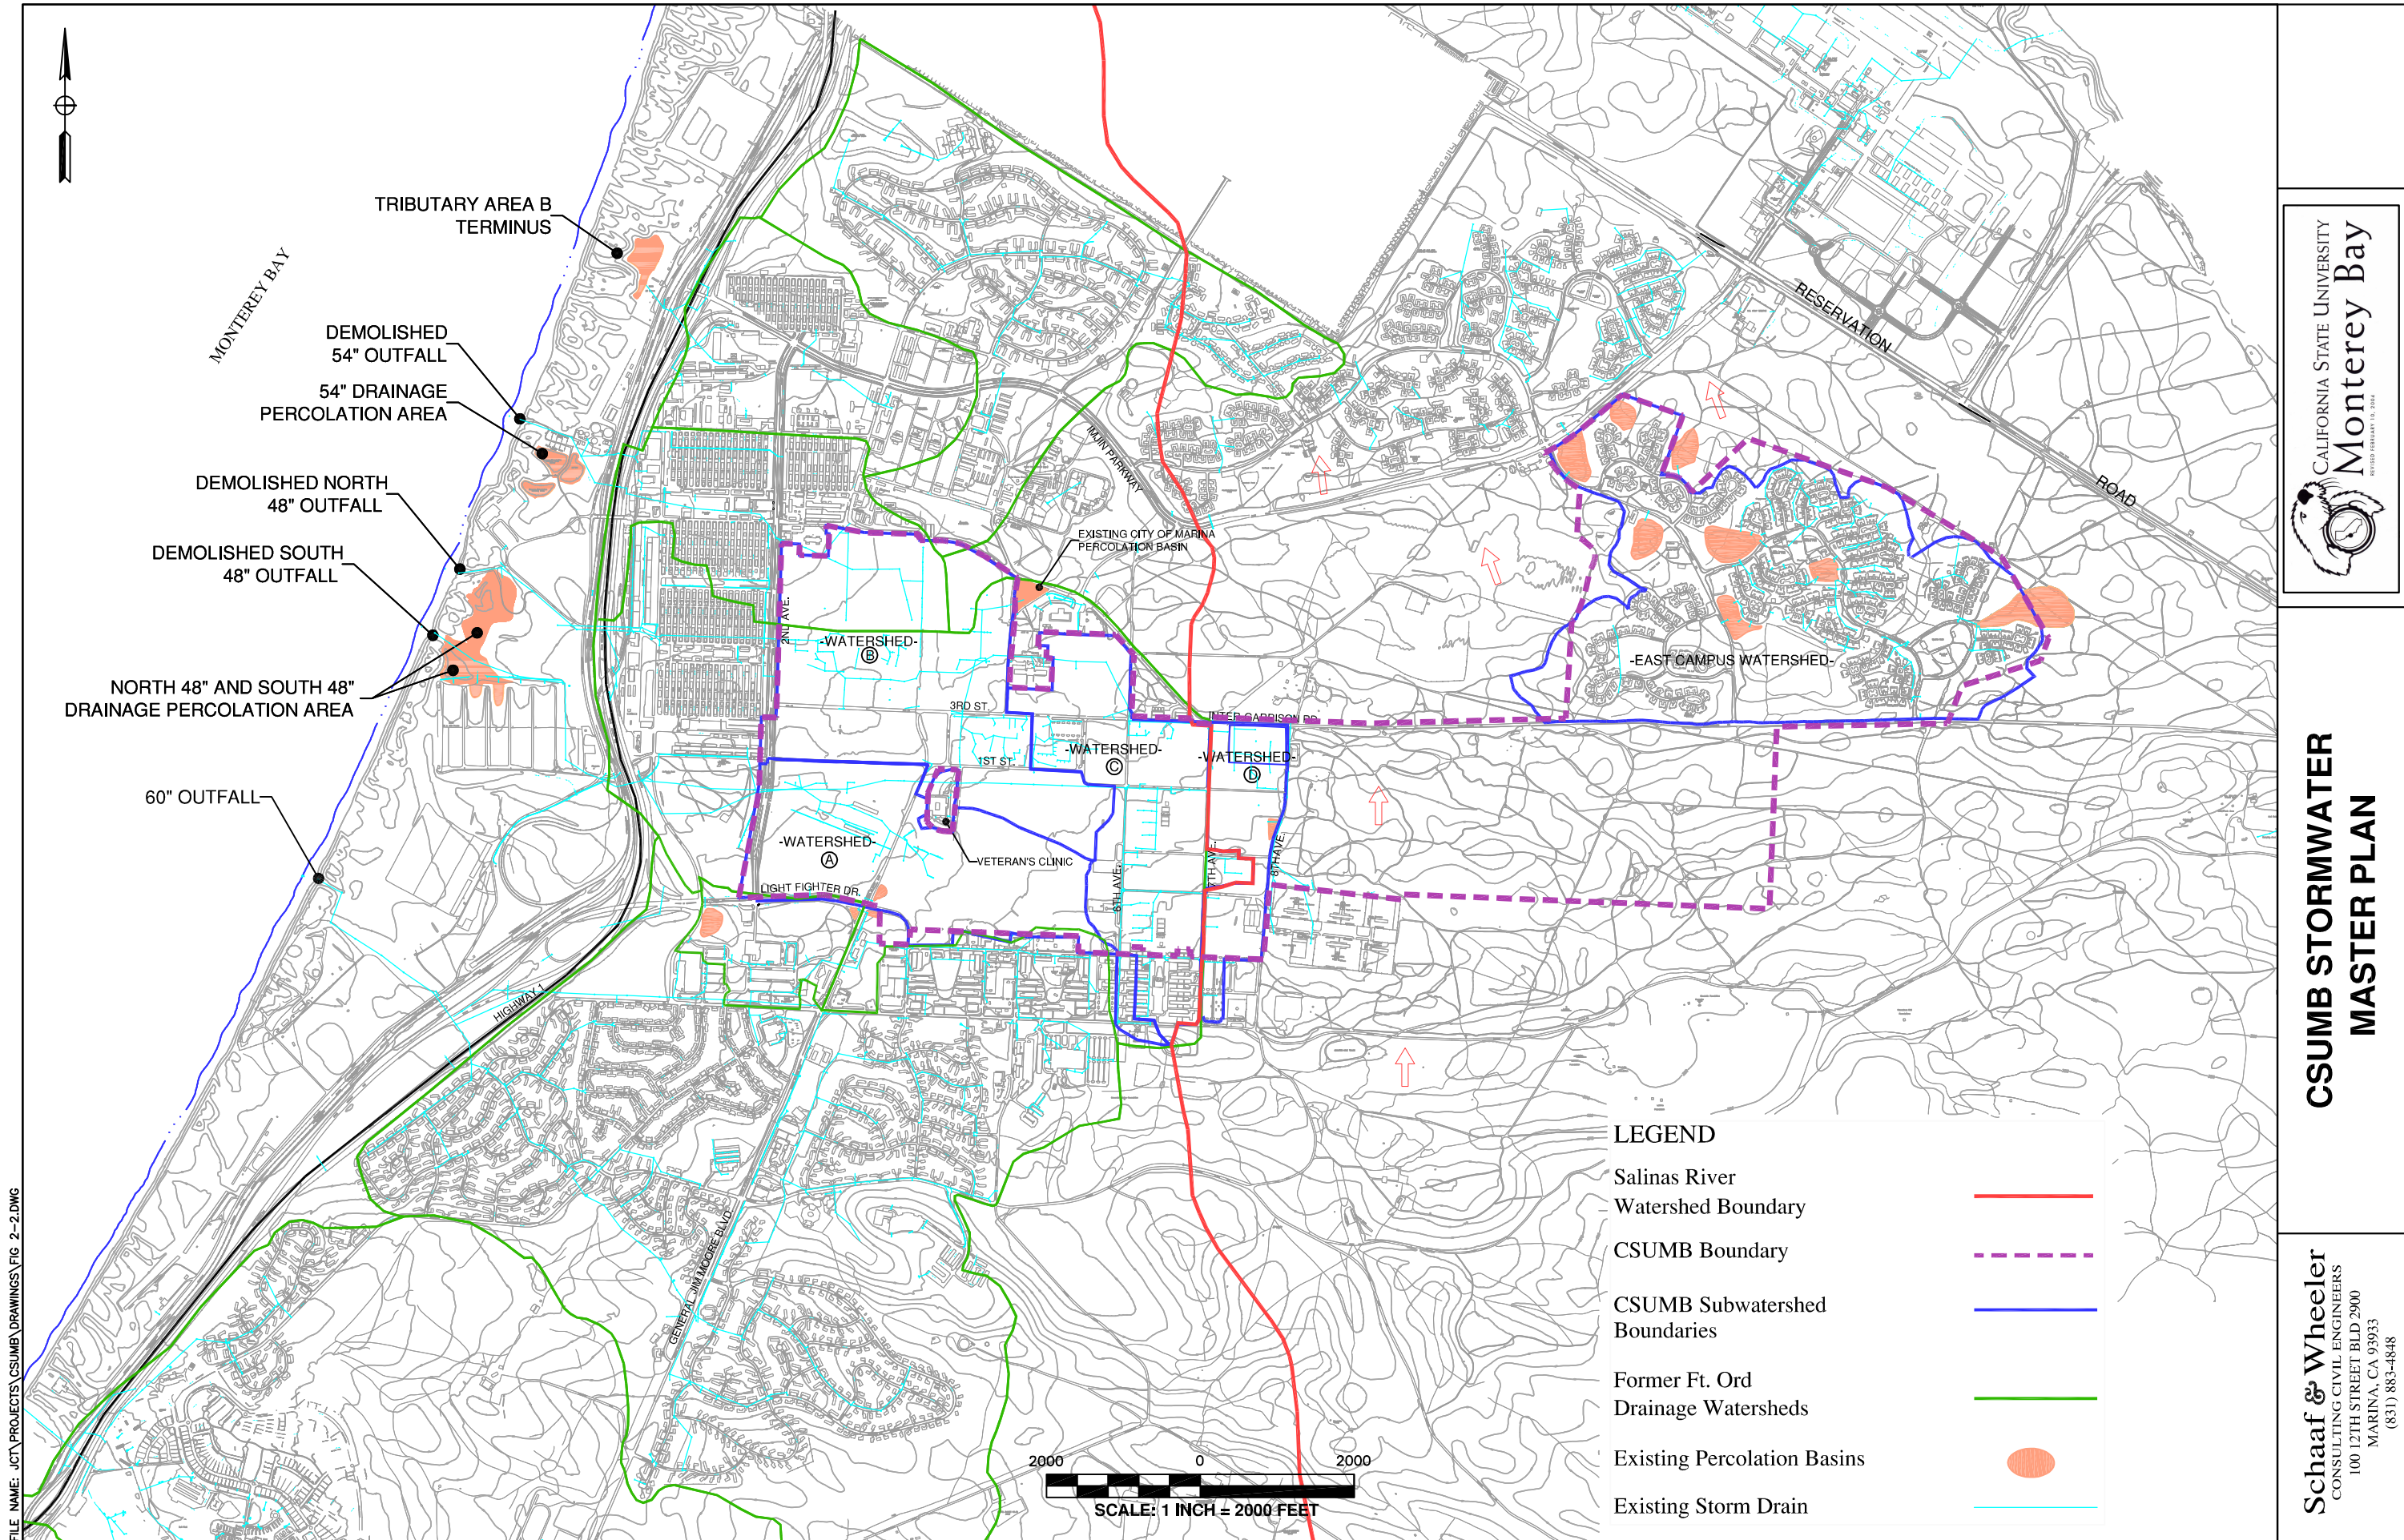 TRIBUTARY AREA B
TERMINUS
MONTEREY BAY
DEMOLISHED
54" OUTFALL
54" DRAINAGE
PERCOLATION AREA
DEMOLISHED NORTH
48" OUTFALL
DEMOLISHED SOUTH
48" OUTFALL
NORTH 48" AND SOUTH 48"
DRAINAGE PERCOLATION AREA
60" OUTFALL
RESERVATION
ROAD
IMJIN PARKWAY
EXISTING CITY OF MARINA
PERCOLATION BASIN
2ND AVE.
-WATERSHED-
B
-EAST CAMPUS WATERSHED-
3RD ST.
INTER-GARRISON RD.
-WATERSHED-
C
-WATERSHED-
D
1ST ST.
-WATERSHED-
A
VETERAN'S CLINIC
LIGHT FIGHTER DR.
6TH AVE.
7TH AVE.
8TH AVE.
HIGHWAY 1
GENERAL JIM MOORE BLVD.
LEGEND
Salinas River
Watershed Boundary
CSUMB Boundary
CSUMB Subwatershed
Boundaries
Former Ft. Ord
Drainage Watersheds
Existing Percolation Basins
Existing Storm Drain
2000 0 2000
SCALE: 1 INCH = 2000 FEET
FILE NAME: JCT\PROJECTS\CSUMB\DRAWINGS\FIG 2-2.DWG
CALIFORNIA STATE UNIVERSITY
Monterey Bay
REVISED FEBRUARY 10, 2004
CSUMB STORMWATER
MASTER PLAN
Schaaf & Wheeler
CONSULTING CIVIL ENGINEERS
100 12TH STREET BLD 2900
MARINA, CA 93933
(831) 883-4848